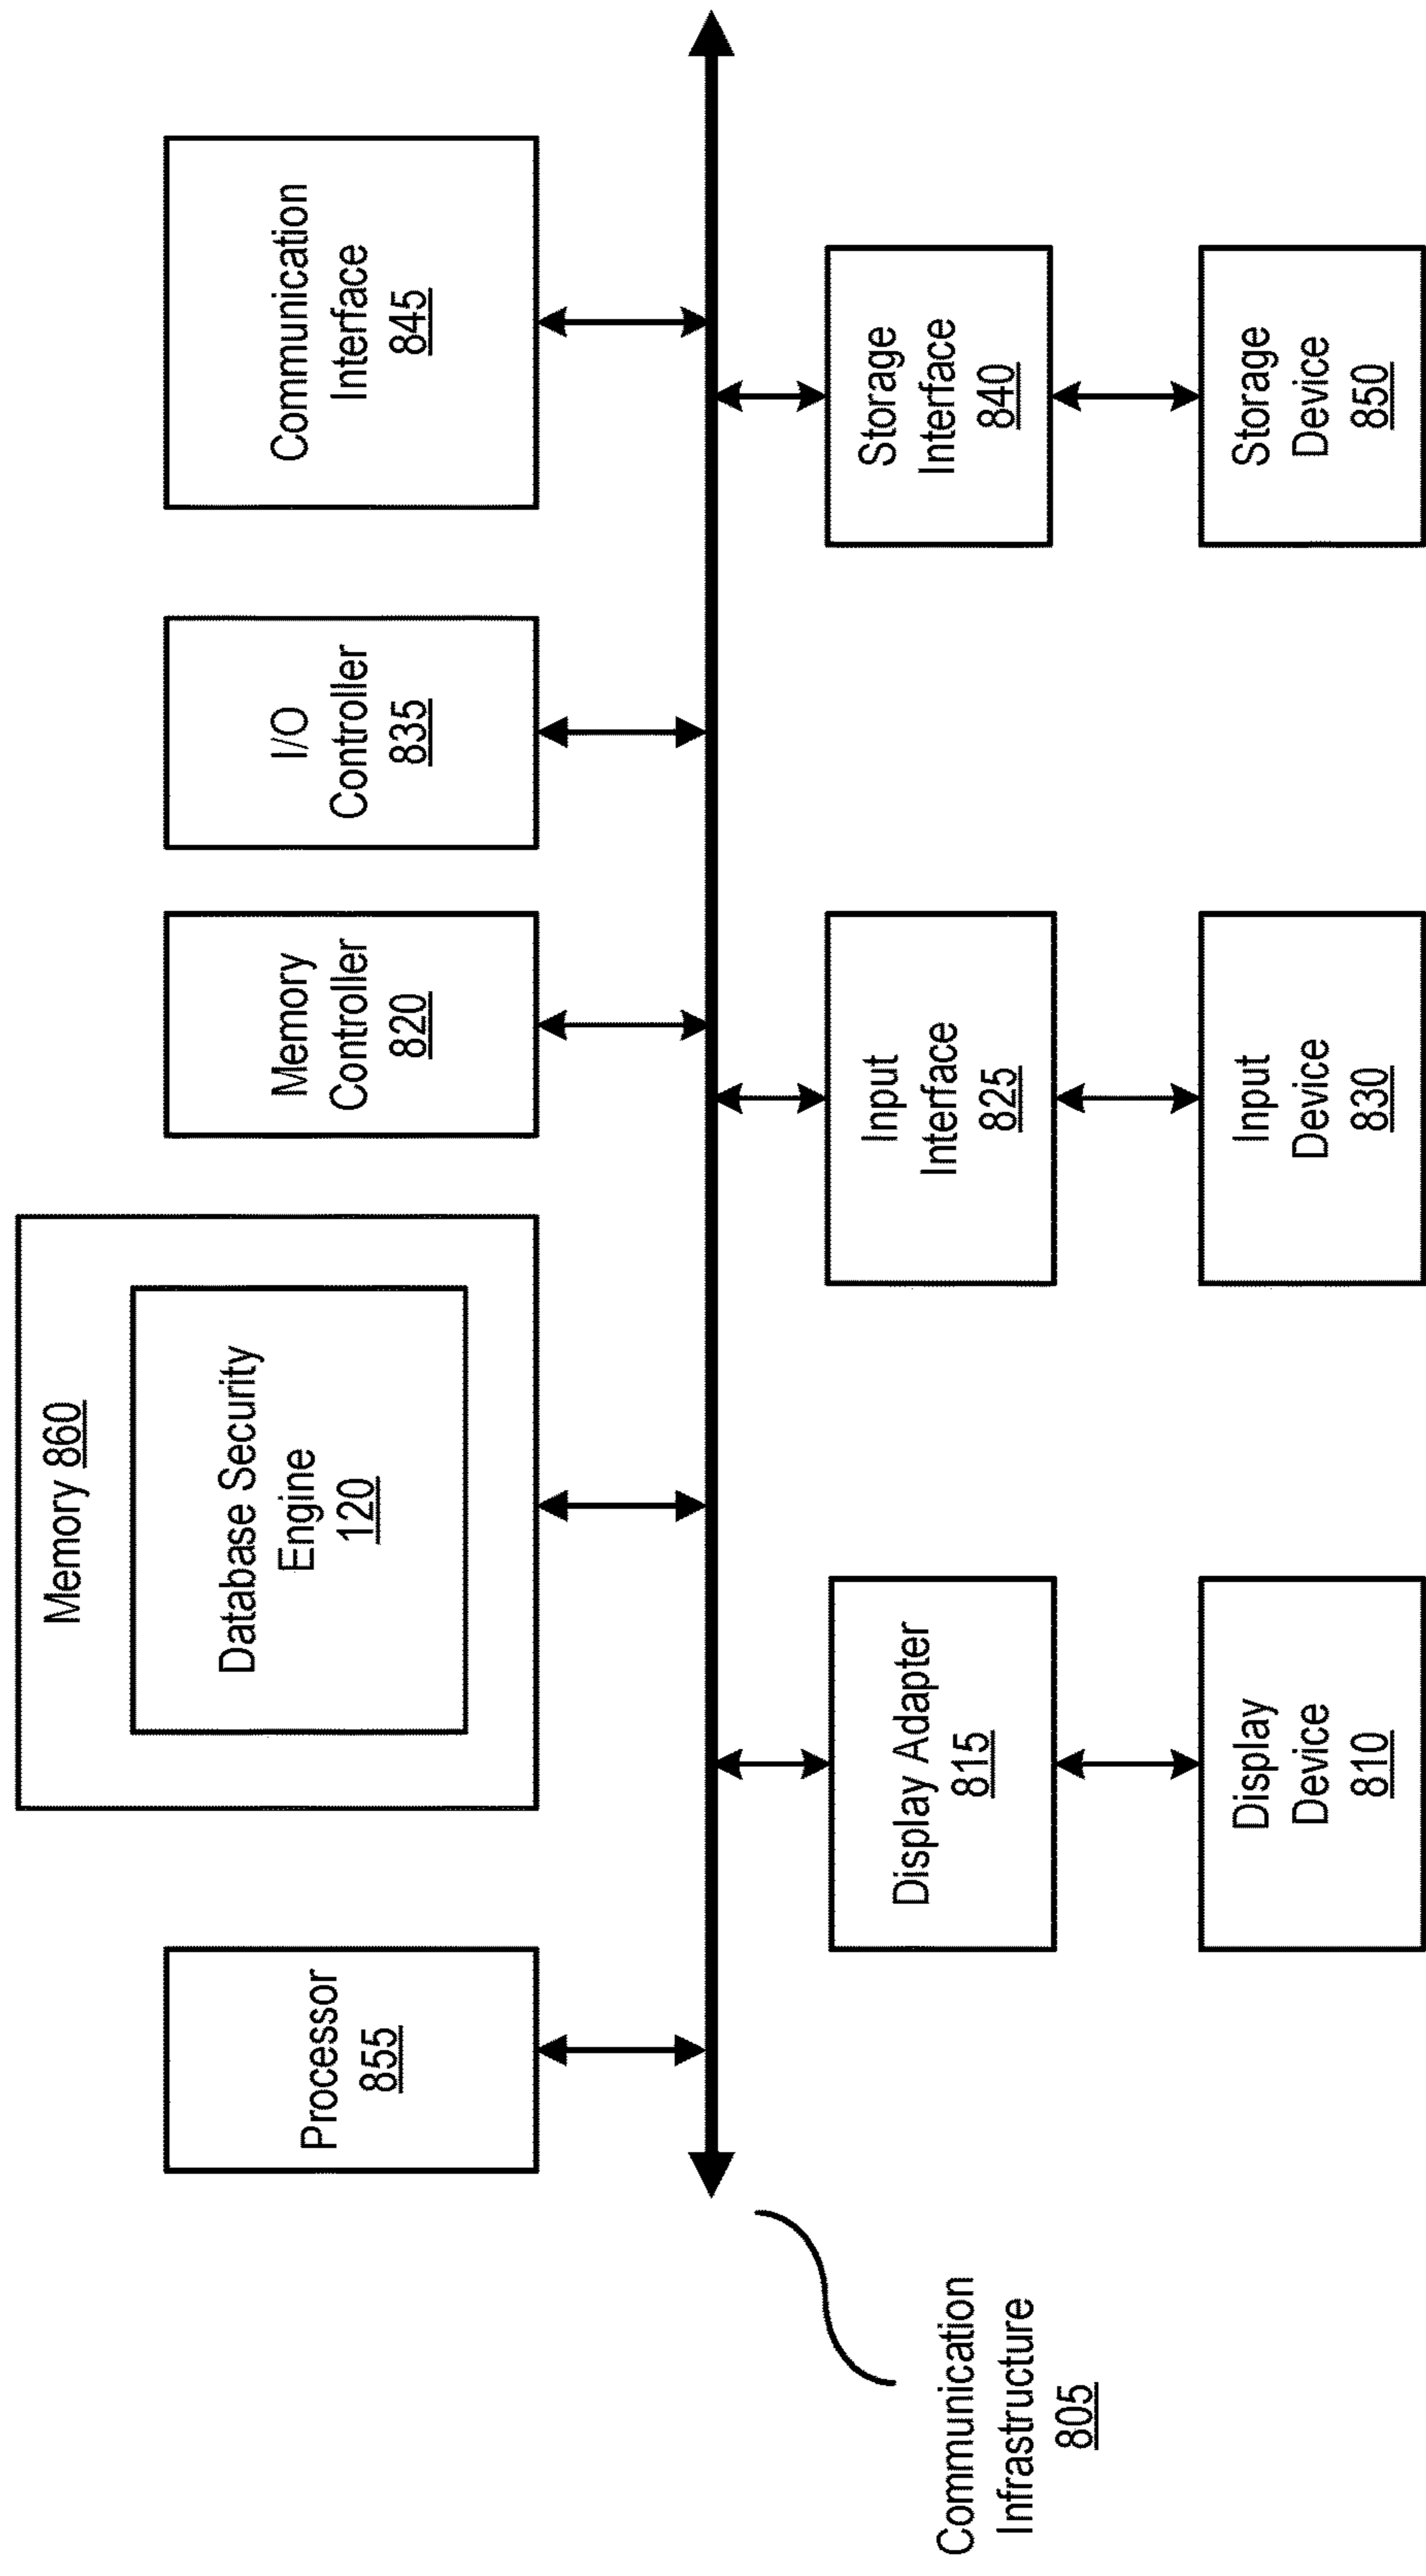 Processor
855
Memory 860
Database Security
Engine
120
Memory
Controller
820
I/O
Controller
835
Communication
Interface
845
Communication
Infrastructure
805
Display Adapter
815
Input
Interface
825
Storage
Interface
840
Display
Device
810
Input
Device
830
Storage
Device
850